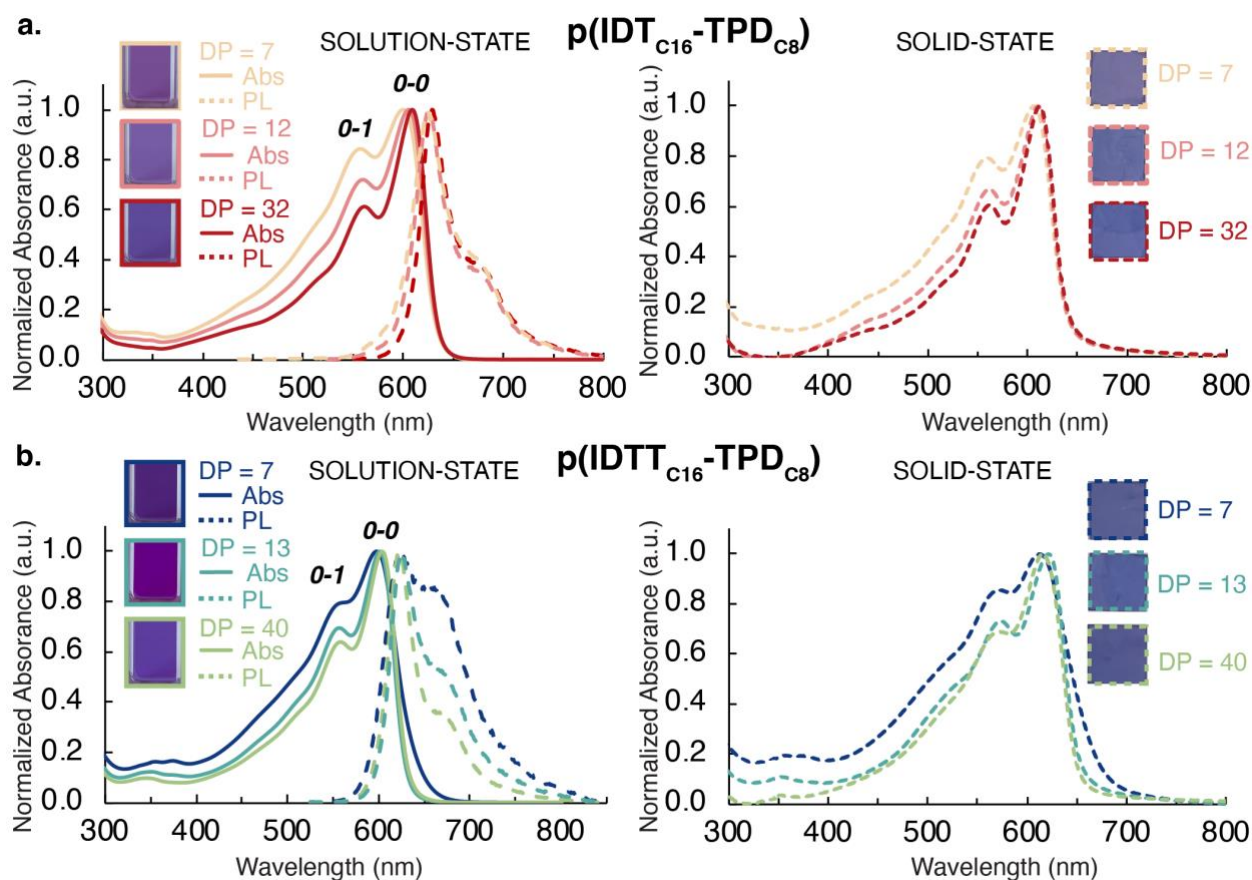 a.
p(IDTC16-TPDC8)
SOLUTION-STATE
DP = 7
Abs
PL
DP = 12
Abs
PL
DP = 32
Abs
PL
0-1
0-0
Normalized Absorance (a.u.)
1.0
0.8
0.6
0.4
0.2
0.0
300 400 500 600 700 800
Wavelength (nm)
SOLID-STATE
DP = 7
DP = 12
DP = 32
Normalized Absorance (a.u.)
1.0
0.8
0.6
0.4
0.2
0.0
300 400 500 600 700 800
Wavelength (nm)
b.
p(IDTTC16-TPDC8)
SOLUTION-STATE
DP = 7
Abs
PL
DP = 13
Abs
PL
DP = 40
Abs
PL
0-1
0-0
Normalized Absorance (a.u.)
1.0
0.8
0.6
0.4
0.2
0.0
300 400 500 600 700 800
Wavelength (nm)
SOLID-STATE
DP = 7
DP = 13
DP = 40
Normalized Absorance (a.u.)
1.0
0.8
0.6
0.4
0.2
0.0
300 400 500 600 700 800
Wavelength (nm)